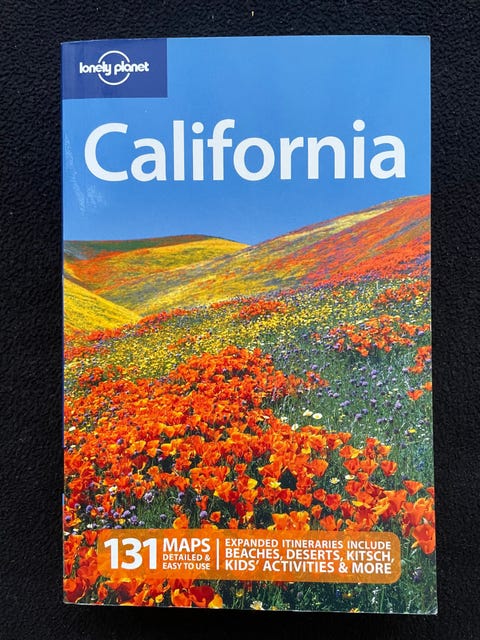 lonely planet
California
131 MAPS
DETAILED &
EASY TO USE
EXPANDED ITINERARIES INCLUDE
BEACHES, DESERTS, KITSCH,
KIDS' ACTIVITIES & MORE